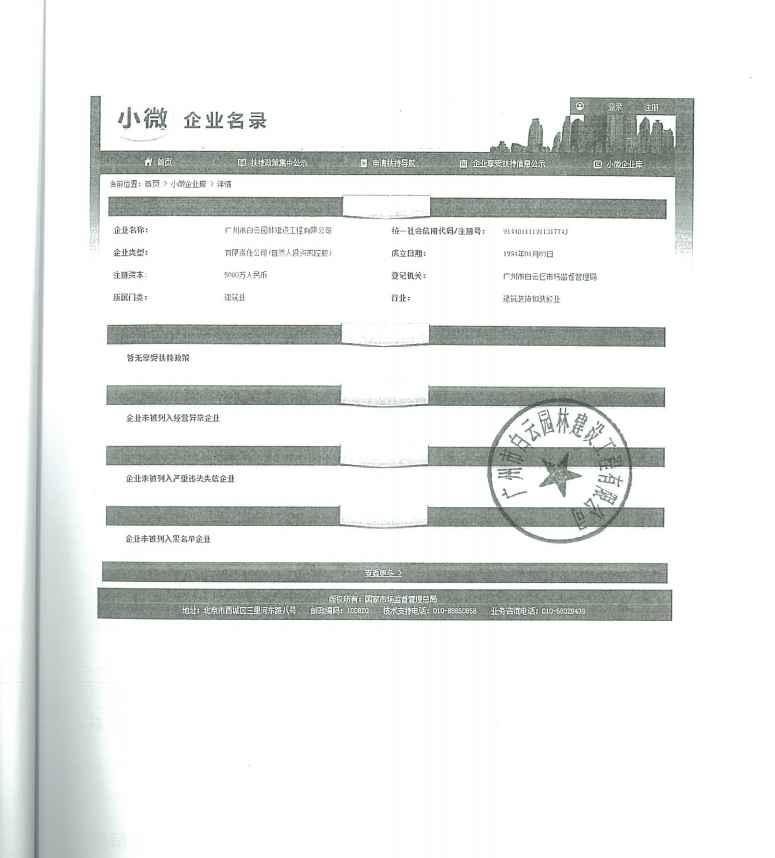 小微 企业名录
登录 注册
首页 扶持政策集中公示 申请扶持导航 企业享受扶持信息公示 小微企业库
当前位置：首页 > 小微企业库 > 详情
企业名称： 广州市白云园林建设工程有限公司 统一社会信用代码/注册号：
企业类型： 有限责任公司(自然人投资或控股) 成立日期：
注册资本： 5000万人民币 登记机关： 广州市白云区市场监督管理局
所属门类： 建筑业 行业： 建筑装饰和装修业
暂无享受扶持政策
企业未被列入经营异常企业
企业未被列入严重违法失信企业
企业未被列入黑名单企业
广州市白云园林建设工程有限公司
查看更多 >
版权所有：国家市场监督管理总局
地址：北京市西城区三里河东路八号 邮政编码：100820 技术支持电话：010-88650856 业务咨询电话：010-68028439